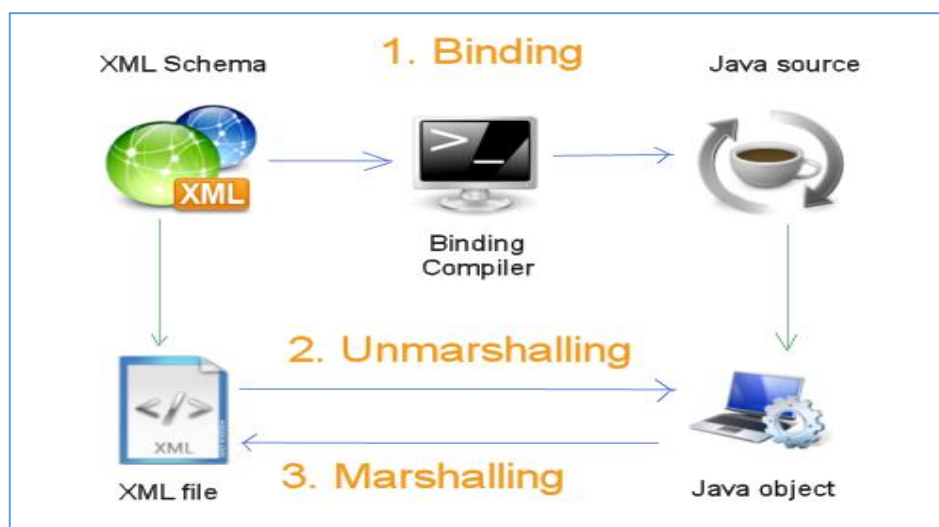 1. Binding
XML Schema
Java source
XML
>_
Binding
Compiler
2. Unmarshalling
</>
XML
3. Marshalling
XML file
Java object